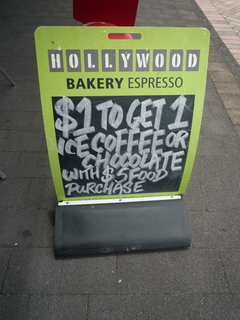 HOLLYWOOD
BAKERY ESPRESSO
$1 TO GET 1
ICE COFFEE OR
CHOCOLATE
WITH $5 FOOD
PURCHASE